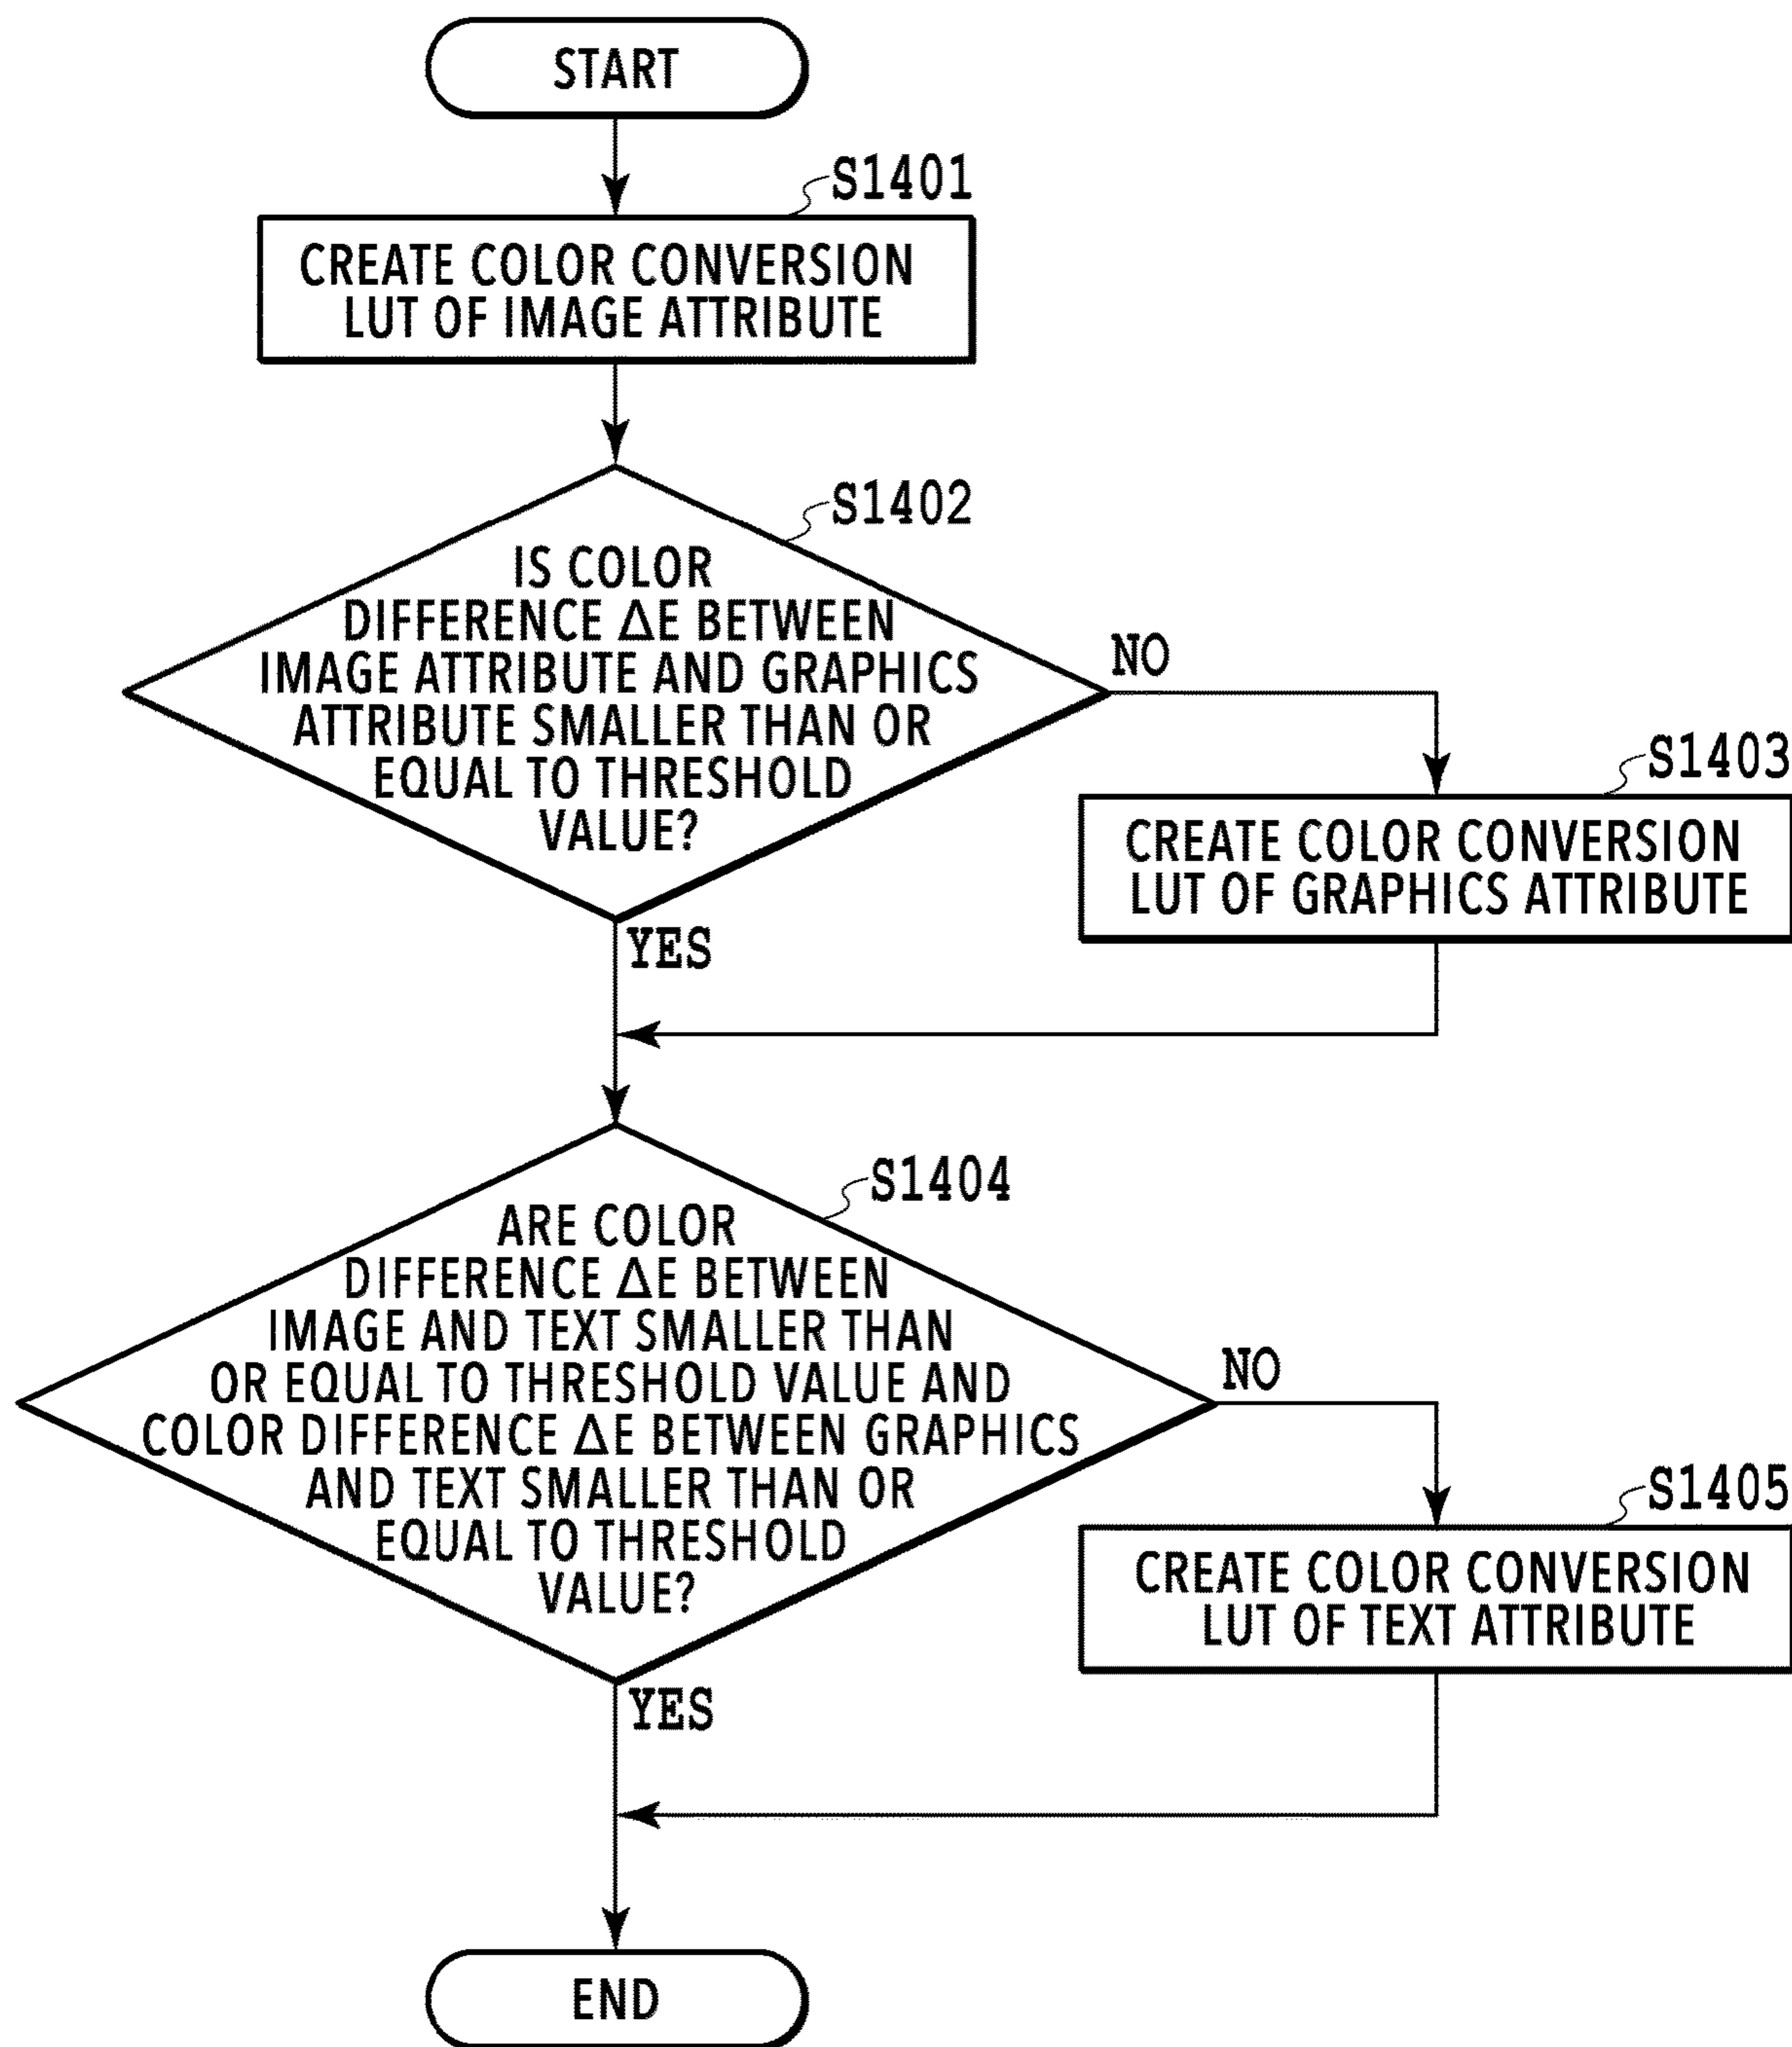 START
S1401
CREATE COLOR CONVERSION
LUT OF IMAGE ATTRIBUTE
S1402
IS COLOR
DIFFERENCE ΔE BETWEEN
IMAGE ATTRIBUTE AND GRAPHICS
ATTRIBUTE SMALLER THAN OR
EQUAL TO THRESHOLD
VALUE?
NO
YES
S1403
CREATE COLOR CONVERSION
LUT OF GRAPHICS ATTRIBUTE
S1404
ARE COLOR
DIFFERENCE ΔE BETWEEN
IMAGE AND TEXT SMALLER THAN
OR EQUAL TO THRESHOLD VALUE AND
COLOR DIFFERENCE ΔE BETWEEN GRAPHICS
AND TEXT SMALLER THAN OR
EQUAL TO THRESHOLD
VALUE?
NO
YES
S1405
CREATE COLOR CONVERSION
LUT OF TEXT ATTRIBUTE
END